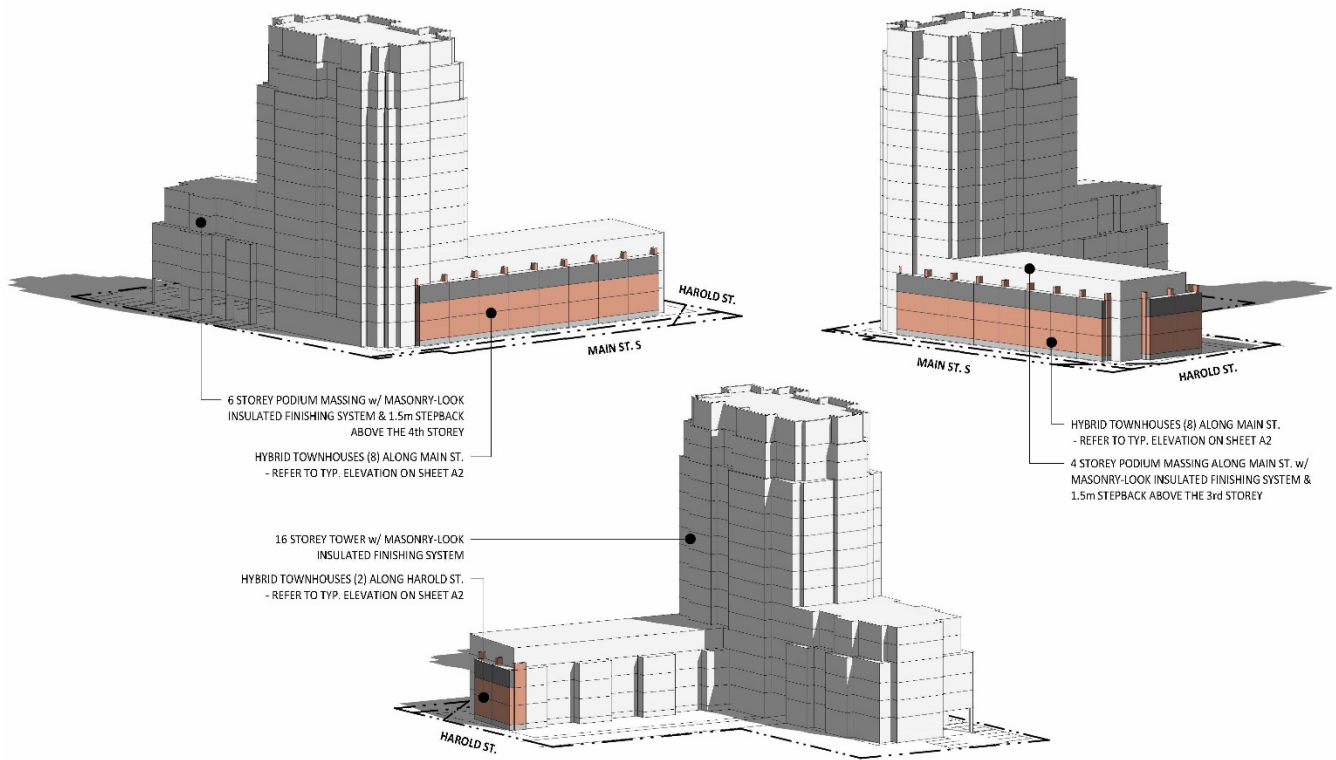 HAROLD ST.
MAIN ST. S
6 STOREY PODIUM MASSING w/ MASONRY-LOOK
INSULATED FINISHING SYSTEM & 1.5m STEPBACK
ABOVE THE 4th STOREY
HYBRID TOWNHOUSES (8) ALONG MAIN ST.
- REFER TO TYP. ELEVATION ON SHEET A2
MAIN ST. S
HAROLD ST.
HYBRID TOWNHOUSES (8) ALONG MAIN ST.
- REFER TO TYP. ELEVATION ON SHEET A2
4 STOREY PODIUM MASSING ALONG MAIN ST. w/
MASONRY-LOOK INSULATED FINISHING SYSTEM &
1.5m STEPBACK ABOVE THE 3rd STOREY
16 STOREY TOWER w/ MASONRY-LOOK
INSULATED FINISHING SYSTEM
HYBRID TOWNHOUSES (2) ALONG HAROLD ST.
- REFER TO TYP. ELEVATION ON SHEET A2
HAROLD ST.